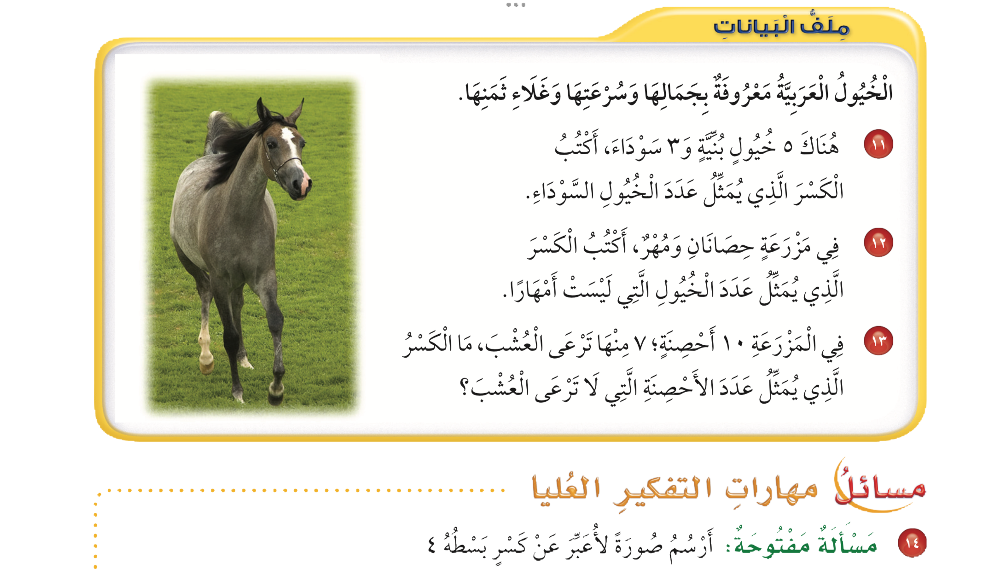 مِلَفُّ الْبَيانَاتِ
الْخُيُولُ الْعَرَبِيَّةُ مَعْرُوفَةٌ بِجَمَالِهَا وَسُرْعَتِهَا وَغَلَاءِ ثَمَنِهَا.
١١ هُنَاكَ ٥ خُيُولٍ بُنِّيَّةٍ وَ٣ سَوْدَاءَ، أَكْتُبُ
الْكَسْرَ الَّذِي يُمَثِّلُ عَدَدَ الْخُيُولِ السَّوْدَاءِ.
١٢ فِي مَزْرَعَةٍ حِصَانَانِ وَمُهْرٌ، أَكْتُبُ الْكَسْرَ
الَّذِي يُمَثِّلُ عَدَدَ الْخُيُولِ الَّتِي لَيْسَتْ أَمْهَارًا.
١٣ فِي الْمَزْرَعَةِ ١٠ أَحْصِنَةٍ؛ ٧ مِنْهَا تَرْعَى الْعُشْبَ، مَا الْكَسْرُ
الَّذِي يُمَثِّلُ عَدَدَ الأَحْصِنَةِ الَّتِي لَا تَرْعَى الْعُشْبَ؟
مسائلُ مهاراتِ التفكيرِ العُليا
١٤ مَسْأَلَةٌ مَفْتُوحَةٌ: أَرْسُمُ صُورَةً لأُعَبِّرَ عَنْ كَسْرٍ بَسْطُهُ ٤